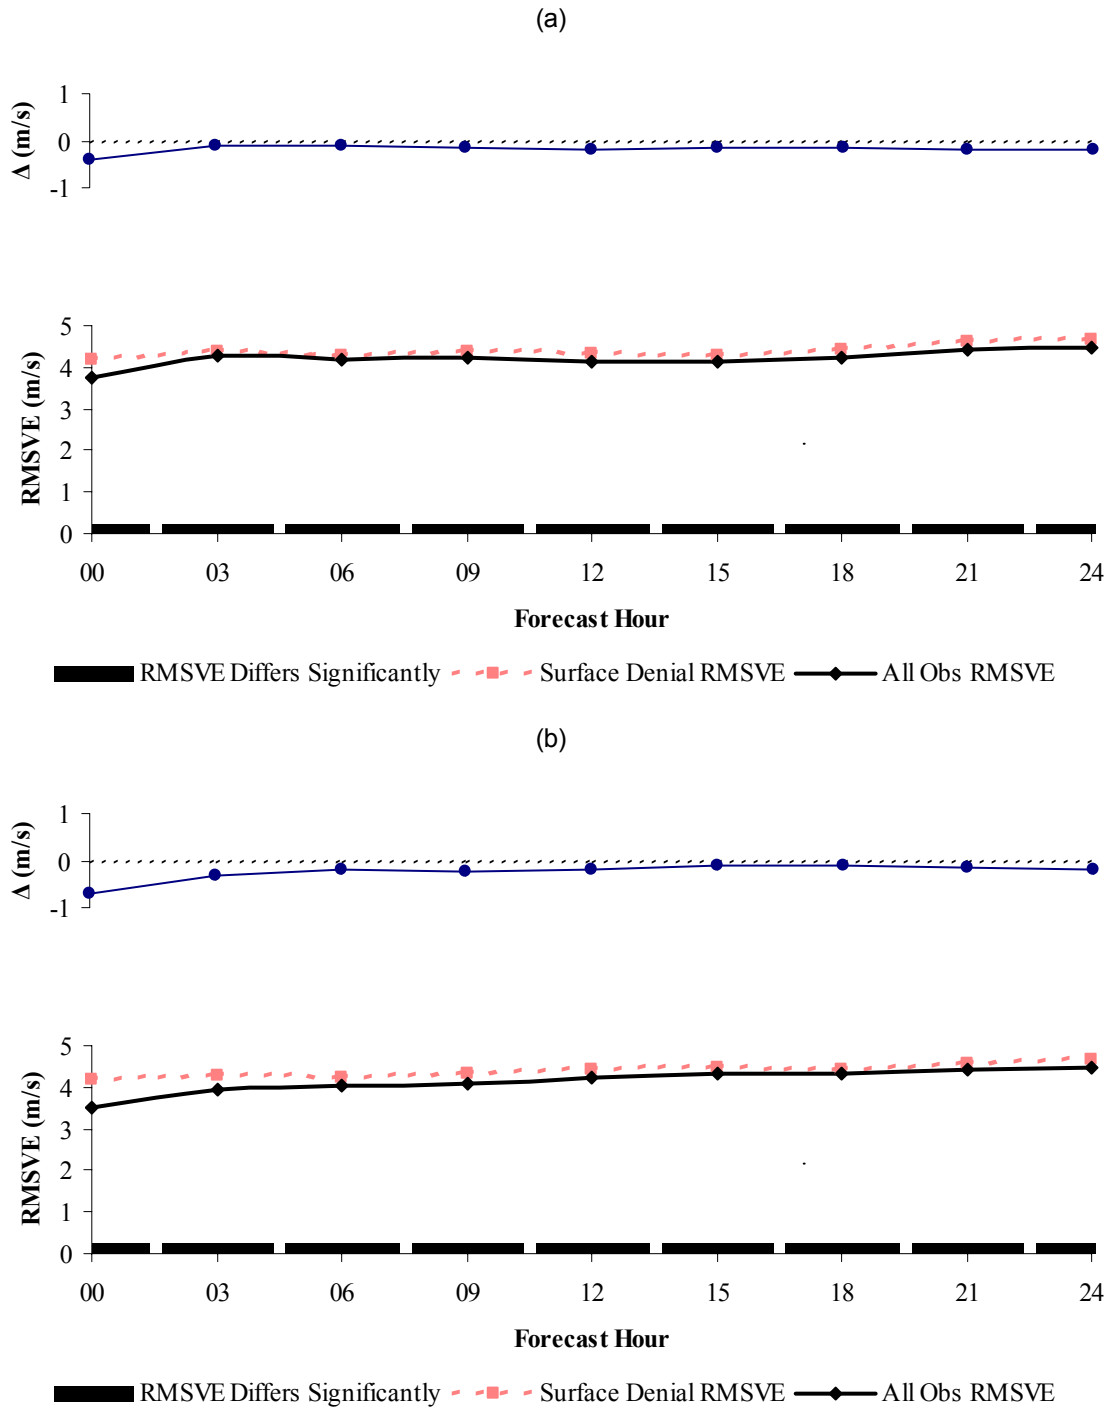 (a)
1
0
-1
Δ (m/s)
5
4
3
2
1
0
RMSVE (m/s)
00 03 06 09 12 15 18 21 24
Forecast Hour
RMSVE Differs Significantly Surface Denial RMSVE All Obs RMSVE
(b)
1
0
-1
Δ (m/s)
5
4
3
2
1
0
RMSVE (m/s)
00 03 06 09 12 15 18 21 24
Forecast Hour
RMSVE Differs Significantly Surface Denial RMSVE All Obs RMSVE